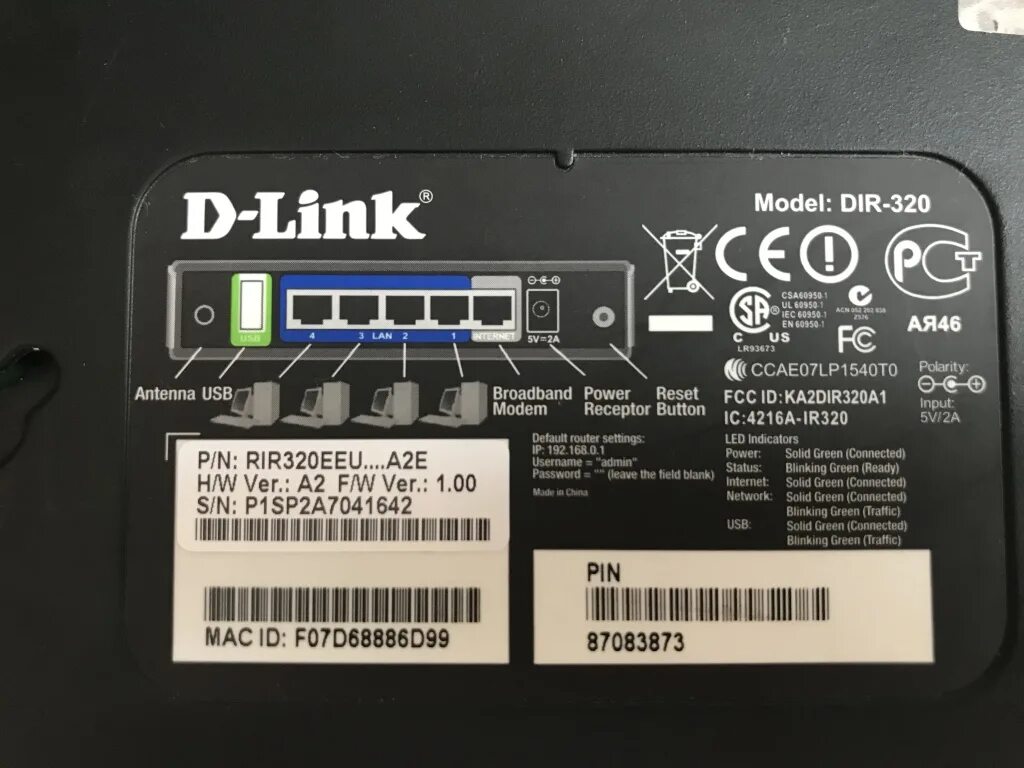 D-Link®
Model: DIR-320
USB
4 3 LAN 2 1 INTERNET
5V=2A
Antenna USB
Broadband Modem
Power Receptor
Reset Button
CE
PCT
АЯ46
SA®
C US
LR93673
CSA60950-1
UL 60950-1
IEC 60950-1
EN 60950-1
FC
CCAE07LP1540T0
FCC ID:KA2DIR320A1
IC:4216A-IR320
Polarity:
Input:
5V/2A
Default router settings:
IP: 192.168.0.1
Username = "admin"
Password = "" (leave the field blank)
Made in China
LED Indicators
Power: Solid Green (Connected)
Status: Blinking Green (Ready)
Internet: Solid Green (Connected)
Network: Solid Green (Connected)
Blinking Green (Traffic)
USB: Solid Green (Connected)
Blinking Green (Traffic)
P/N: RIR320EEU....A2E
H/W Ver.: A2 F/W Ver.: 1.00
S/N: P1SP2A7041642
MAC ID: F07D68886D99
PIN
87083873